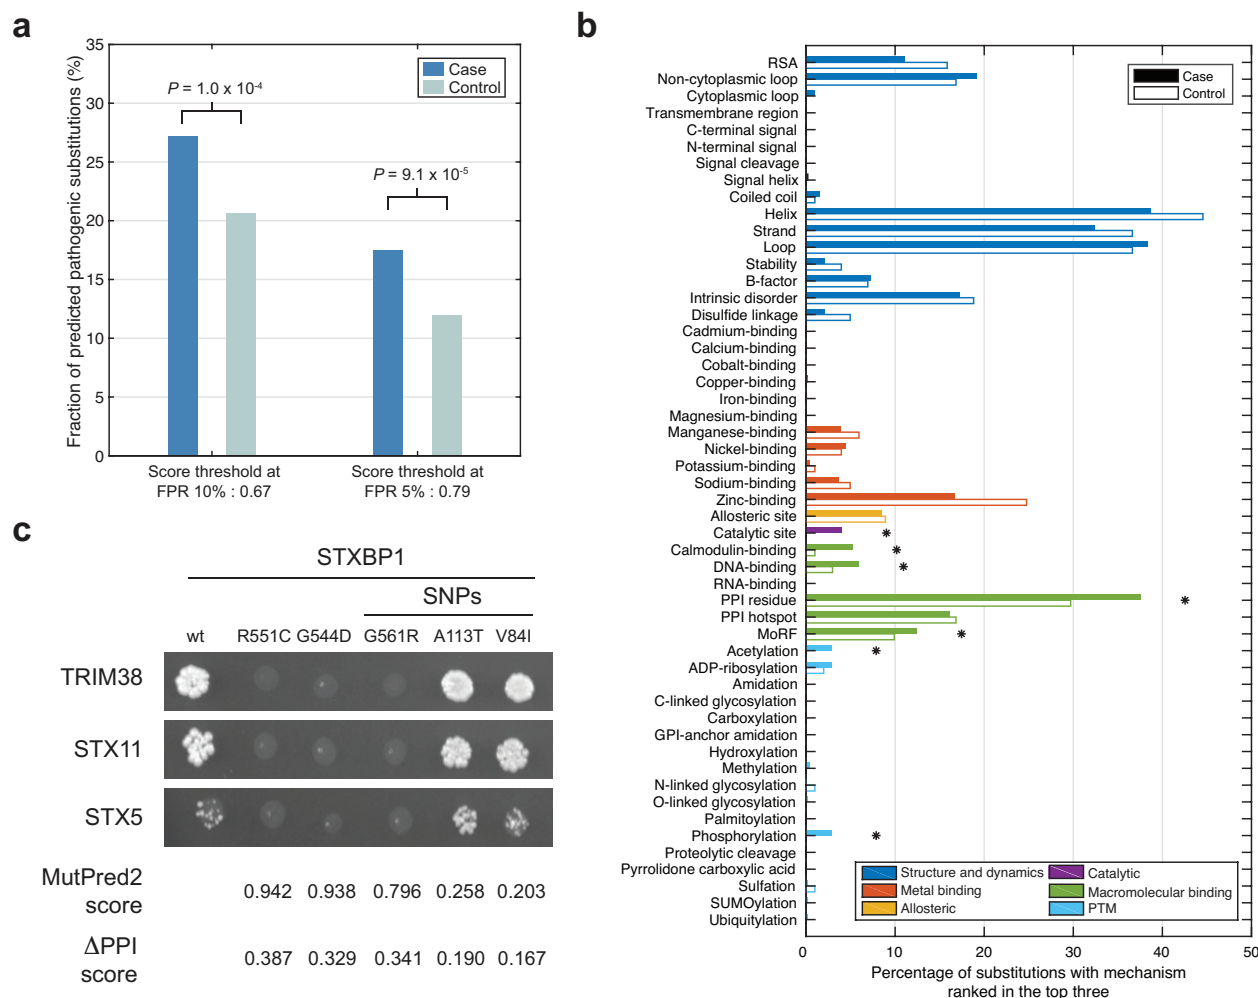 a
35
30
25
20
15
10
5
0
Fraction of predicted pathogenic substitutions (%)
Case
Control
P = 1.0 x 10-4
P = 9.1 x 10-5
Score threshold at
FPR 10% : 0.67
Score threshold at
FPR 5% : 0.79
b
RSA
Non-cytoplasmic loop
Cytoplasmic loop
Transmembrane region
C-terminal signal
N-terminal signal
Signal cleavage
Signal helix
Coiled coil
Helix
Strand
Loop
Stability
B-factor
Intrinsic disorder
Disulfide linkage
Cadmium-binding
Calcium-binding
Cobalt-binding
Copper-binding
Iron-binding
Magnesium-binding
Manganese-binding
Nickel-binding
Potassium-binding
Sodium-binding
Zinc-binding
Allosteric site
Catalytic site
Calmodulin-binding
DNA-binding
RNA-binding
PPI residue
PPI hotspot
MoRF
Acetylation
ADP-ribosylation
Amidation
C-linked glycosylation
Carboxylation
GPI-anchor amidation
Hydroxylation
Methylation
N-linked glycosylation
O-linked glycosylation
Palmitoylation
Phosphorylation
Proteolytic cleavage
Pyrrolidone carboxylic acid
Sulfation
SUMOylation
Ubiquitylation
Case
Control
*
*
*
*
*
*
*
Structure and dynamics
Metal binding
Allosteric
Catalytic
Macromolecular binding
PTM
10 20 30 40 50
Percentage of substitutions with mechanism
ranked in the top three
c
STXBP1
SNPs
wt R551C G544D G561R A113T V84I
TRIM38
STX11
STX5
MutPred2
score
0.942 0.938 0.796 0.258 0.203
ΔPPI
score
0.387 0.329 0.341 0.190 0.167